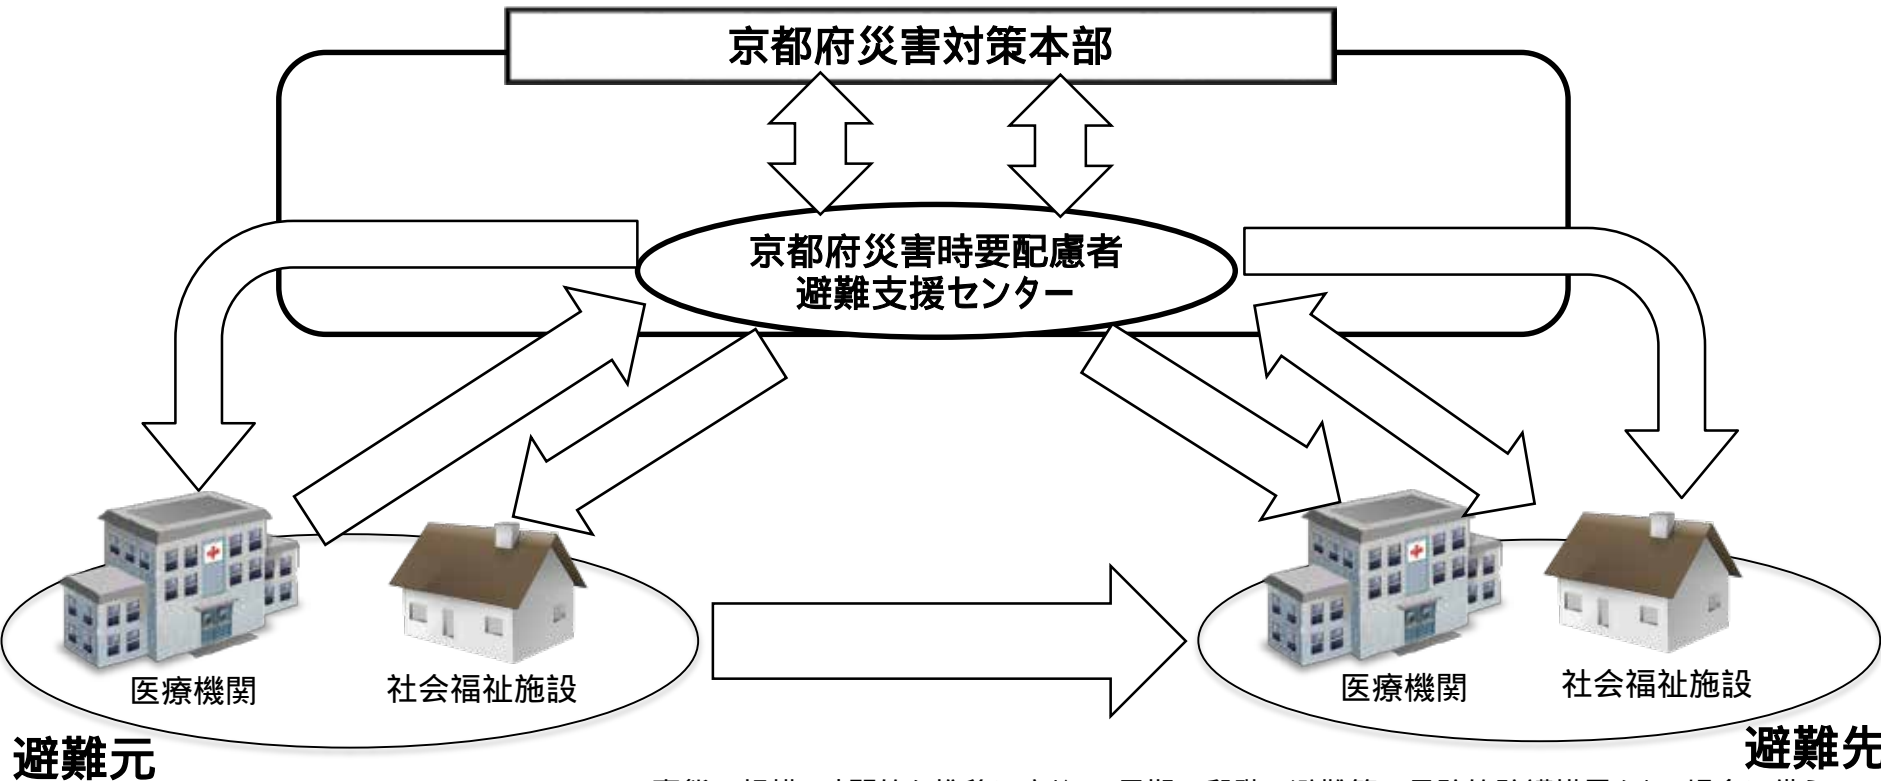 京都府災害対策本部
京都府災害時要配慮者
避難支援センター
医療機関
社会福祉施設
医療機関
社会福祉施設
避難元
避難先